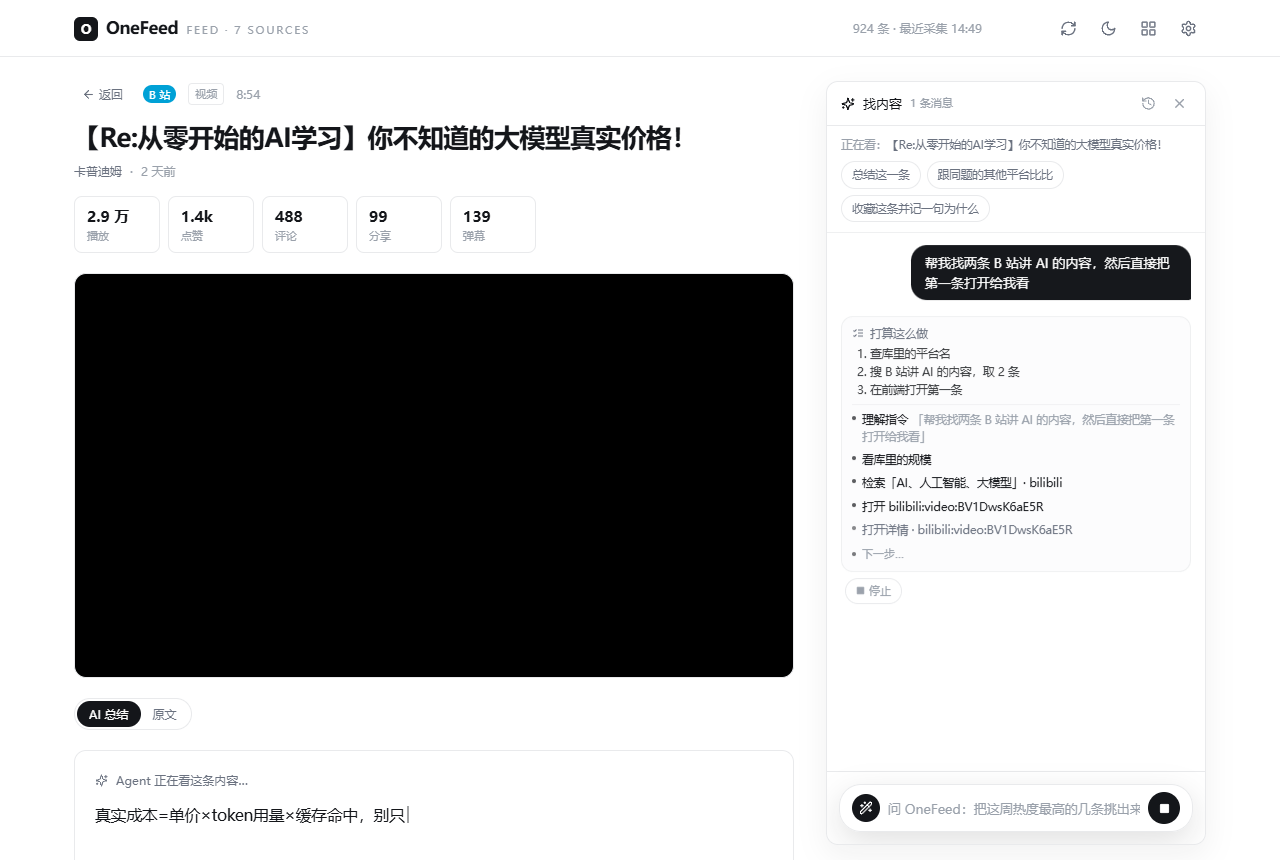 OneFeed FEED · 7 SOURCES
924 条 · 最近采集 14:49
返回 B 站 视频 8:54
【Re:从零开始的AI学习】你不知道的大模型真实价格！
卡普迪姆 · 2 天前
2.9 万 1.4k 488 99 139
播放 点赞 评论 分享 弹幕
AI 总结 原文
Agent 正在看这条内容...
真实成本=单价×token用量×缓存命中，别只
找内容 1 条消息
正在看： 【Re:从零开始的AI学习】你不知道的大模型真实价格！
总结这一条 跟同题的其他平台比比
收藏这条并记一句为什么
帮我找两条 B 站讲 AI 的内容，然后直接把
第一条打开给我看
打算这么做
1. 查库里的平台名
2. 搜 B 站讲 AI 的内容，取 2 条
3. 在前端打开第一条
理解指令 「帮我找两条 B 站讲 AI 的内容，然后直接把第一条
打开给我看」
看库里的规模
检索「AI、人工智能、大模型」· bilibili
打开 bilibili:video:BV1DwsK6aE5R
打开详情 · bilibili:video:BV1DwsK6aE5R
下一步...
停止
问 OneFeed：把这周热度最高的几条挑出来